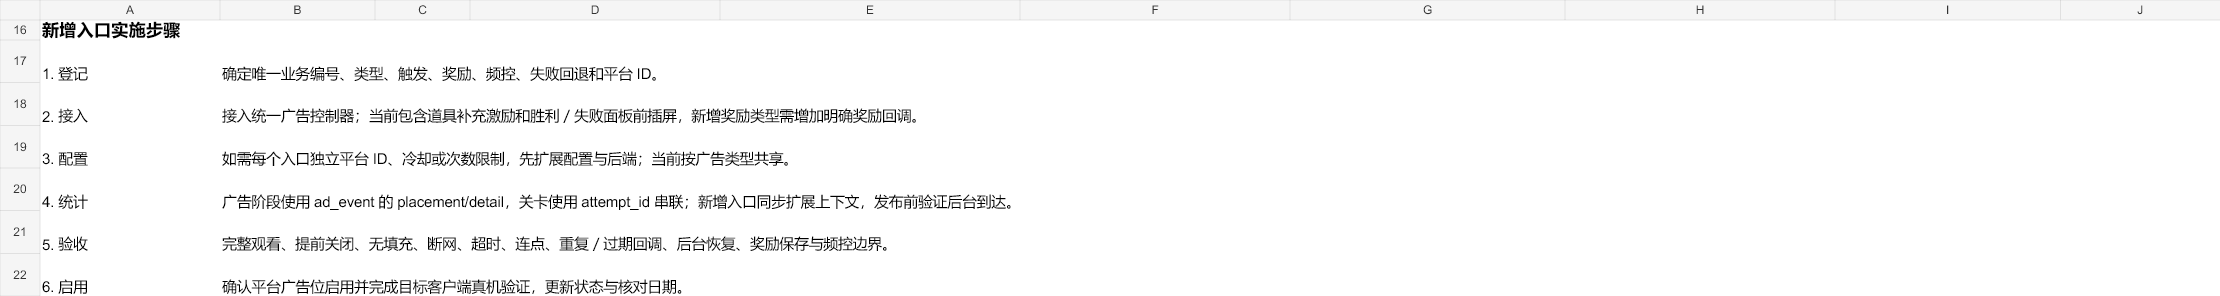 A B C D E F G H I J
16 新增入口实施步骤
17 1. 登记 确定唯一业务编号、类型、触发、奖励、频控、失败回退和平台 ID。
18 2. 接入 接入统一广告控制器；当前包含道具补充激励和胜利 / 失败面板前插屏，新增奖励类型需增加明确奖励回调。
19 3. 配置 如需每个入口独立平台 ID、冷却或次数限制，先扩展配置与后端；当前按广告类型共享。
20 4. 统计 广告阶段使用 ad_event 的 placement/detail，关卡使用 attempt_id 串联；新增入口同步扩展上下文，发布前验证后台到达。
21 5. 验收 完整观看、提前关闭、无填充、断网、超时、连点、重复 / 过期回调、后台恢复、奖励保存与频控边界。
22 6. 启用 确认平台广告位启用并完成目标客户端真机验证，更新状态与核对日期。